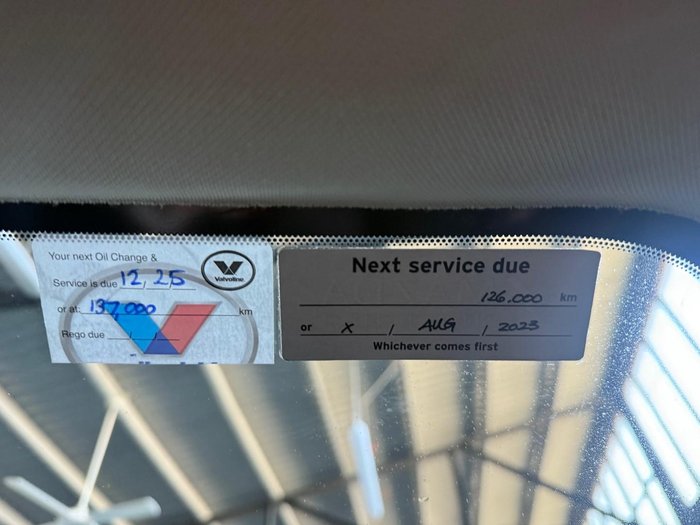 Your next Oil Change &
Service is due 12, 25
or at: 137,000 km
Rego due / /
Valvoline
Next service due
126,000 km
or X / AUG / 2023
Whichever comes first